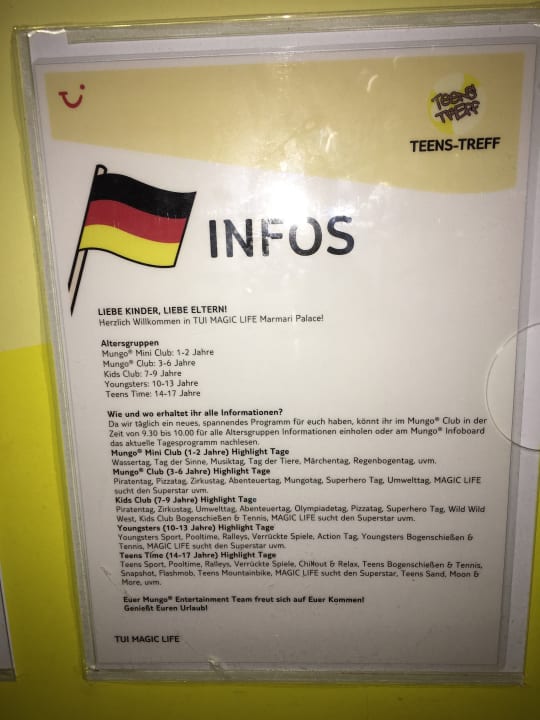 TEENS'
TREFF
TEENS-TREFF
INFOS
LIEBE KINDER, LIEBE ELTERN!
Herzlich Willkommen in TUI MAGIC LIFE Marmari Palace!
Altersgruppen
Mungo® Mini Club: 1-2 Jahre
Mungo® Club: 3-6 Jahre
Kids Club: 7-9 Jahre
Youngsters: 10-13 Jahre
Teens Time: 14-17 Jahre
Wie und wo erhaltet ihr alle Informationen?
Da wir täglich ein neues, spannendes Programm für euch haben, könnt ihr im Mungo® Club in der
Zeit von 9.30 bis 10.00 für alle Altersgruppen Informationen einholen oder am Mungo® Infoboard
das aktuelle Tagesprogramm nachlesen.
Mungo® Mini Club (1-2 Jahre) Highlight Tage
Wassertag, Tag der Sinne, Musiktag, Tag der Tiere, Märchentag, Regenbogentag, uvm.
Mungo® Club (3-6 Jahre) Highlight Tage
Piratentag, Pizzatag, Zirkustag, Abenteuertag, Mungotag, Superhero Tag, Umwelttag, MAGIC LIFE
sucht den Superstar uvm.
Kids Club (7-9 Jahre) Highlight Tage
Piratentag, Zirkustag, Umwelttag, Abenteuertag, Olympiadetag, Pizzatag, Superhero Tag, Wild Wild
West, Kids Club Bogenschießen & Tennis, MAGIC LIFE sucht den Superstar uvm.
Youngsters (10-13 Jahre) Highlight Tage
Youngsters Sport, Pooltime, Ralleys, Verrückte Spiele, Action Tag, Youngsters Bogenschießen &
Tennis, MAGIC LIFE sucht den Superstar uvm.
Teens Time (14-17 Jahre) Highlight Tage
Teens Sport, Pooltime, Ralleys, Verrückte Spiele, Chillout & Relax, Teens Bogenschießen & Tennis,
Snapshot, Flashmob, Teens Mountainbike, MAGIC LIFE sucht den Superstar, Teens Sand, Moon &
More, uvm.
Euer Mungo® Entertainment Team freut sich auf Euer Kommen!
Genießt Euren Urlaub!
TUI MAGIC LIFE